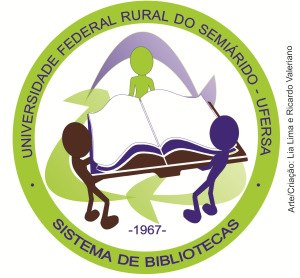 · UNIVERSIDADE FEDERAL RURAL DO SEMIÁRIDO - UFERSA ·
-1967-
SISTEMA DE BIBLIOTECAS
Arte/Criação: Lia Lima e Ricardo Valeriano